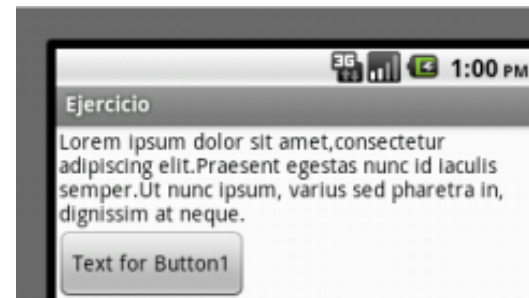 3G 1:00 PM
Ejercicio
Lorem ipsum dolor sit amet,consectetur
adipiscing elit.Praesent egestas nunc id iaculis
semper.Ut nunc ipsum, varius sed pharetra in,
dignissim at neque.
Text for Button1